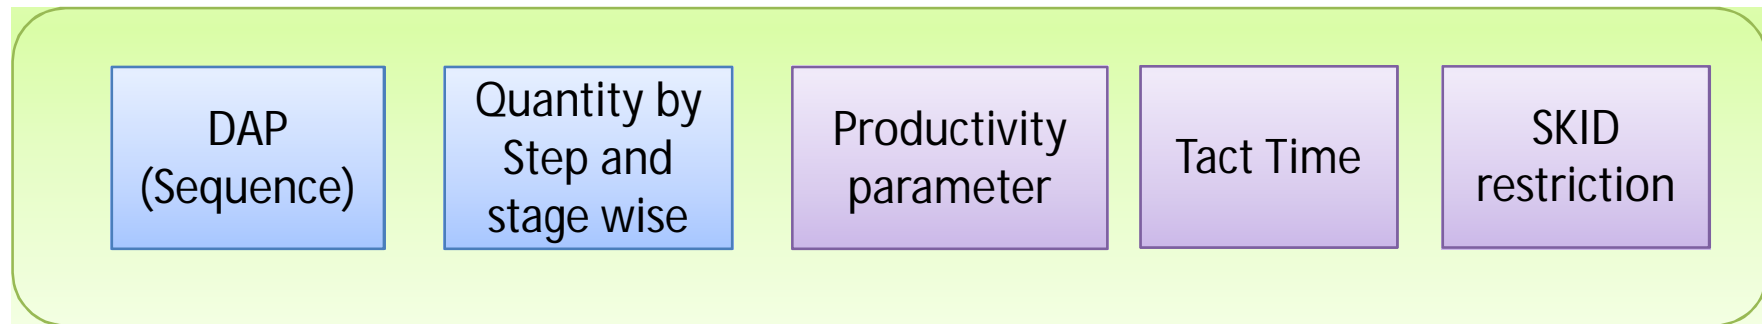 DAP
(Sequence)
Quantity by
Step and
stage wise
Productivity
parameter
Tact Time
SKID
restriction